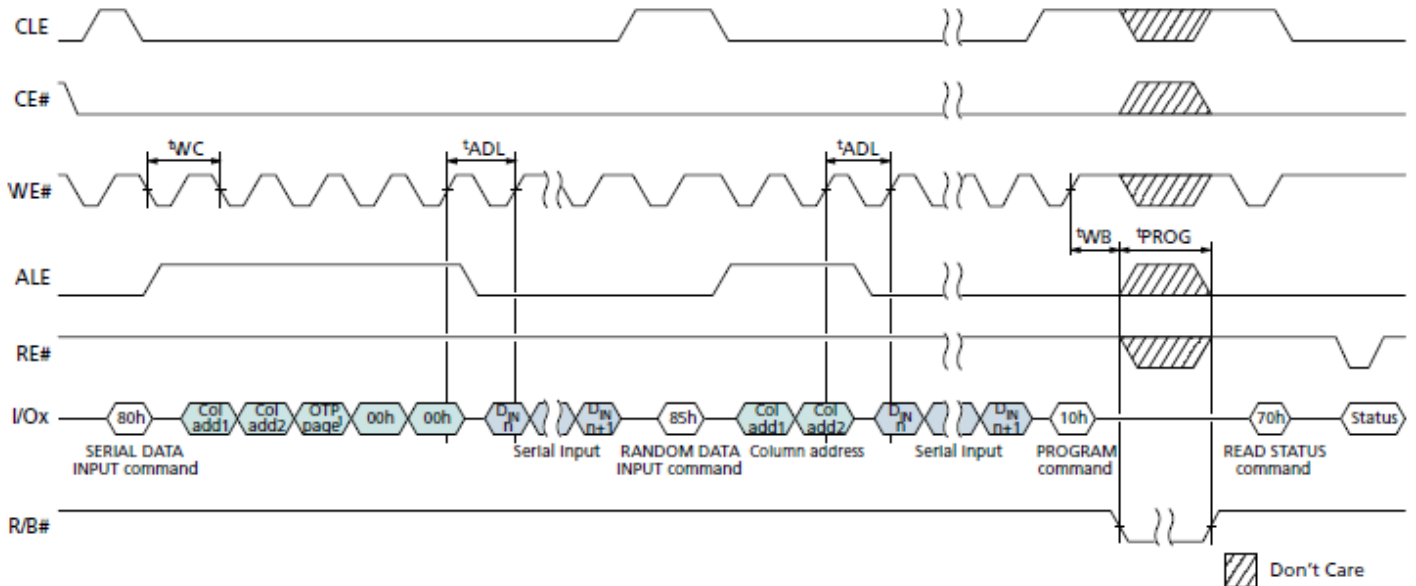 CLE
CE#
tWC
tADL
tADL
WE#
tWB
tPROG
ALE
RE#
I/Ox
80h
Col add1
Col add2
OTP page1
00h
00h
DIN n
DIN n+1
85h
Col add1
Col add2
DIN n
DIN n+1
10h
70h
Status
SERIAL DATA
INPUT command
Serial input
RANDOM DATA
INPUT command
Column address
Serial input
PROGRAM
command
READ STATUS
command
R/B#
Don't Care